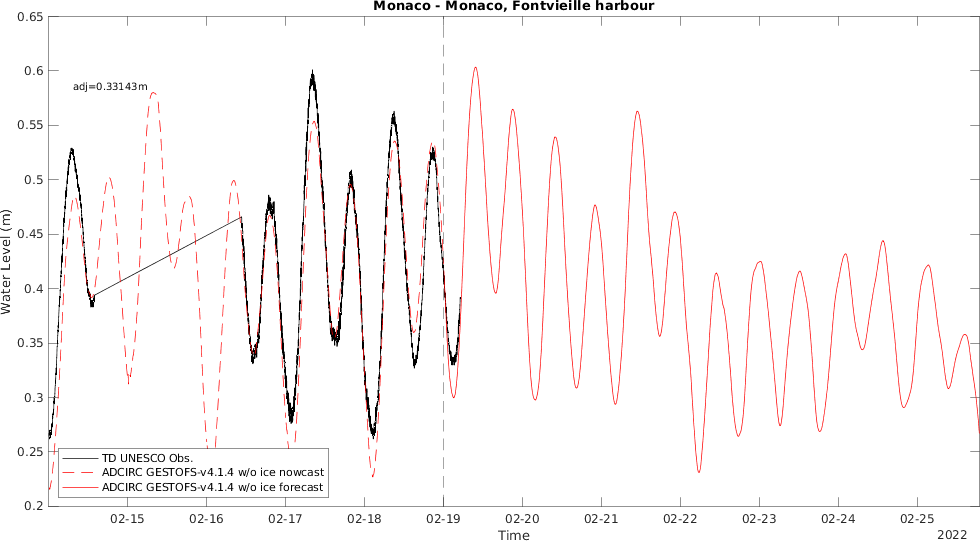 Monaco - Monaco, Fontvieille harbour
0.65
0.6
0.55
0.5
0.45
0.4
0.35
0.3
0.25
0.2
Water Level (m)
adj=0.33143m
TD UNESCO Obs.
ADCIRC GESTOFS-v4.1.4 w/o ice nowcast
ADCIRC GESTOFS-v4.1.4 w/o ice forecast
02-15 02-16 02-17 02-18 02-19 02-20 02-21 02-22 02-23 02-24 02-25
Time
2022